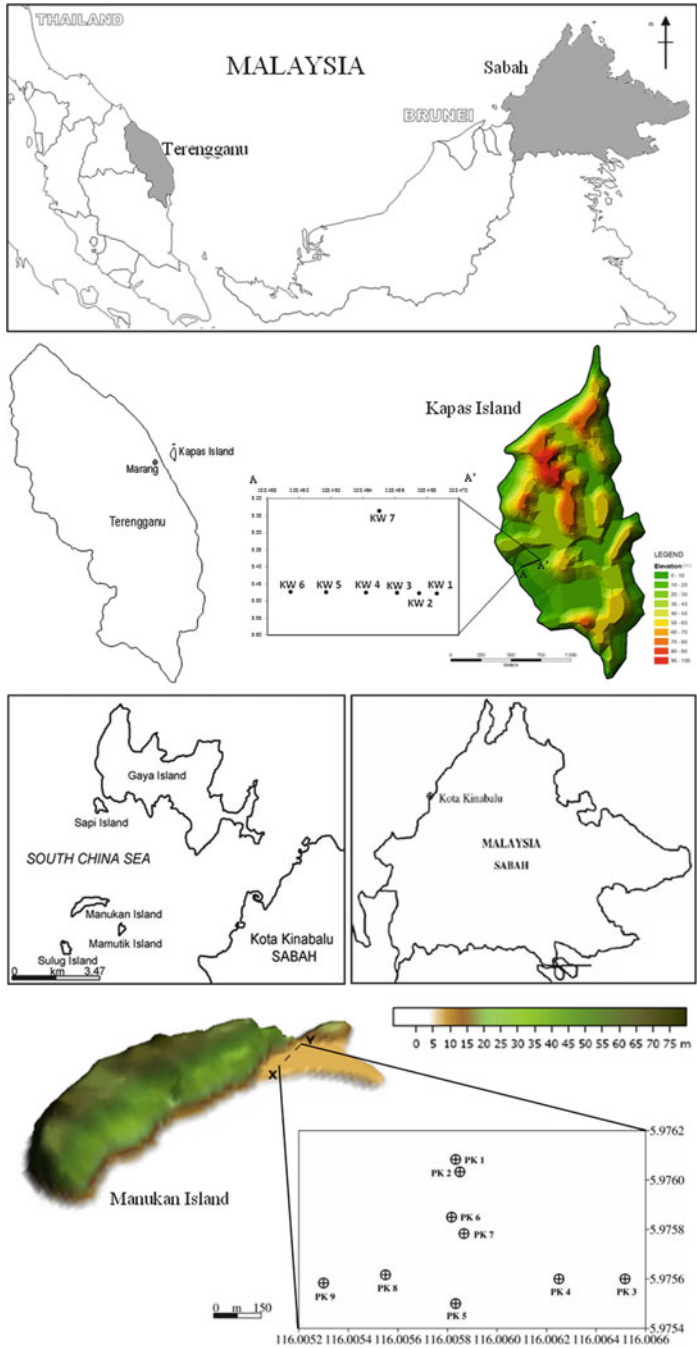 THAILAND
MALAYSIA
Sabah
BRUNEI
Terengganu
Kapas Island
Kapas Island
Marang
Terengganu
A
A'
KW 7
KW 6
KW 5
KW 4
KW 3
KW 1
KW 2
A
A'
LEGEND
Elevation
0 - 10
10 - 20
20 - 30
30 - 40
40 - 50
50 - 60
60 - 70
70 - 80
80 - 90
90 - 100
Gaya Island
Sapi Island
SOUTH CHINA SEA
Manukan Island
Mamutik Island
Sulug Island
Kota Kinabalu
SABAH
0 km 3.47
Kota Kinabalu
MALAYSIA
SABAH
0 5 10 15 20 25 30 35 40 45 50 55 60 65 70 75 m
Y
X
Manukan Island
0 m 150
5.9762
5.9760
5.9758
5.9756
5.9754
PK 1
PK 2
PK 6
PK 7
PK 8
PK 9
PK 5
PK 4
PK 3
116.0052 116.0054 116.0056 116.0058 116.0060 116.0062 116.0064 116.0066